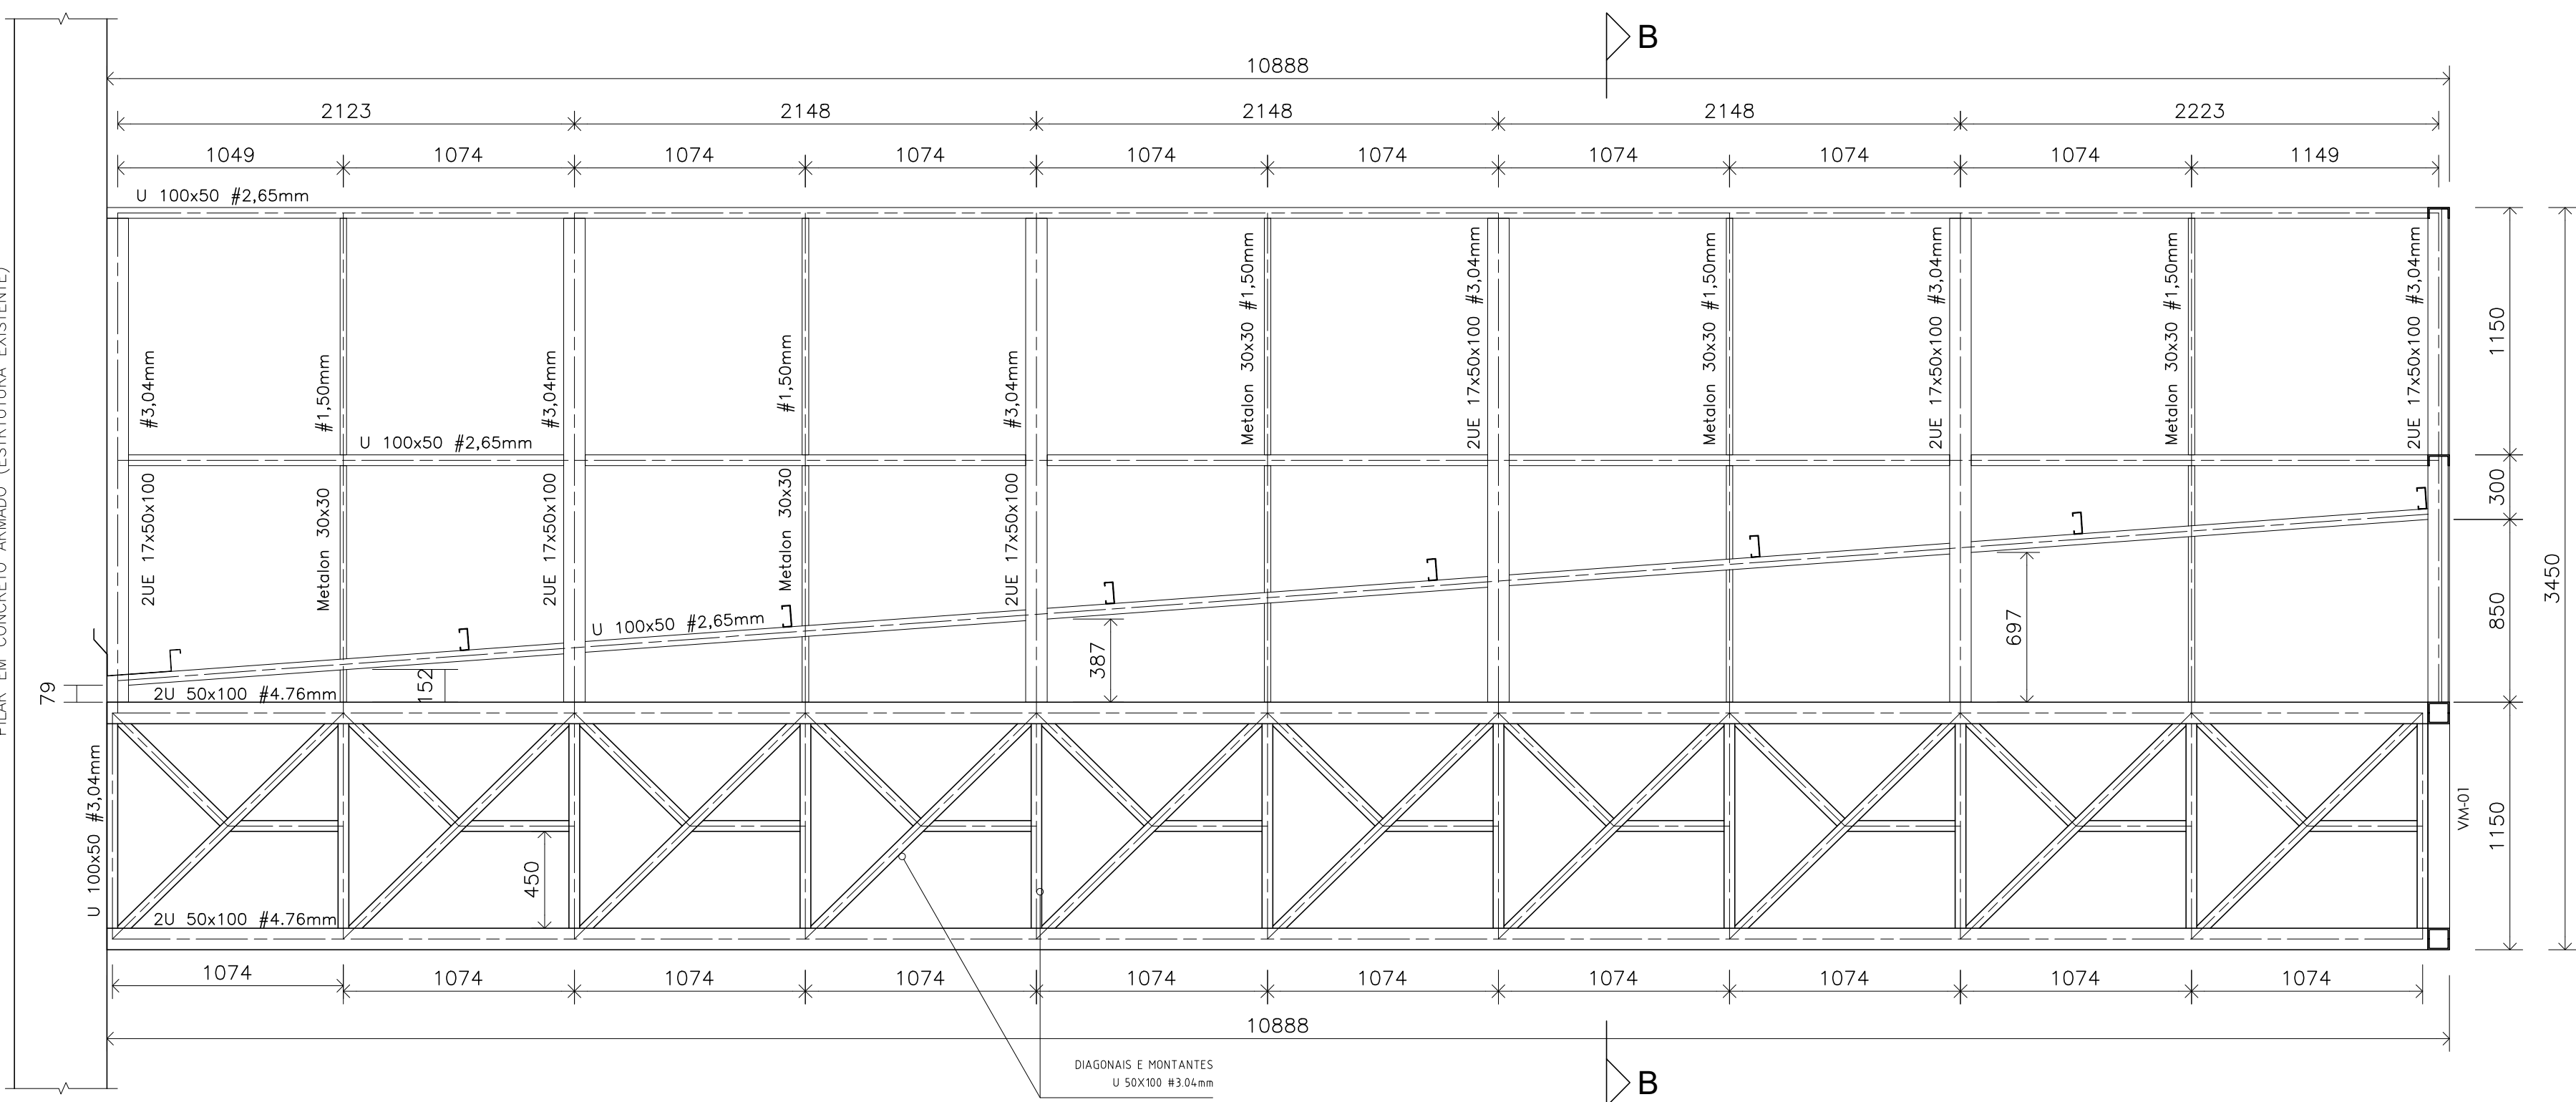 B
10888
2123 2148 2148 2148 2223
1049 1074 1074 1074 1074 1074 1074 1074 1074 1149
U 100x50 #2,65mm
PILAR EM CONCRETO ARMADO (ESTRUTUTURA EXISTENTE)
2UE 17x50x100 #3,04mm
Metalon 30x30 #1,50mm
2UE 17x50x100 #3,04mm
Metalon 30x30 #1,50mm
2UE 17x50x100 #3,04mm
Metalon 30x30 #1,50mm
2UE 17x50x100 #3,04mm
Metalon 30x30 #1,50mm
2UE 17x50x100 #3,04mm
Metalon 30x30 #1,50mm
2UE 17x50x100 #3,04mm
U 100x50 #2,65mm
U 100x50 #2,65mm
1150
300
850
1150
3450
79
152
387
697
2U 50x100 #4.76mm
U 100x50 #3,04mm
450
2U 50x100 #4.76mm
VM-01
1074 1074 1074 1074 1074 1074 1074 1074 1074 1074
10888
DIAGONAIS E MONTANTES
U 50X100 #3.04mm
B